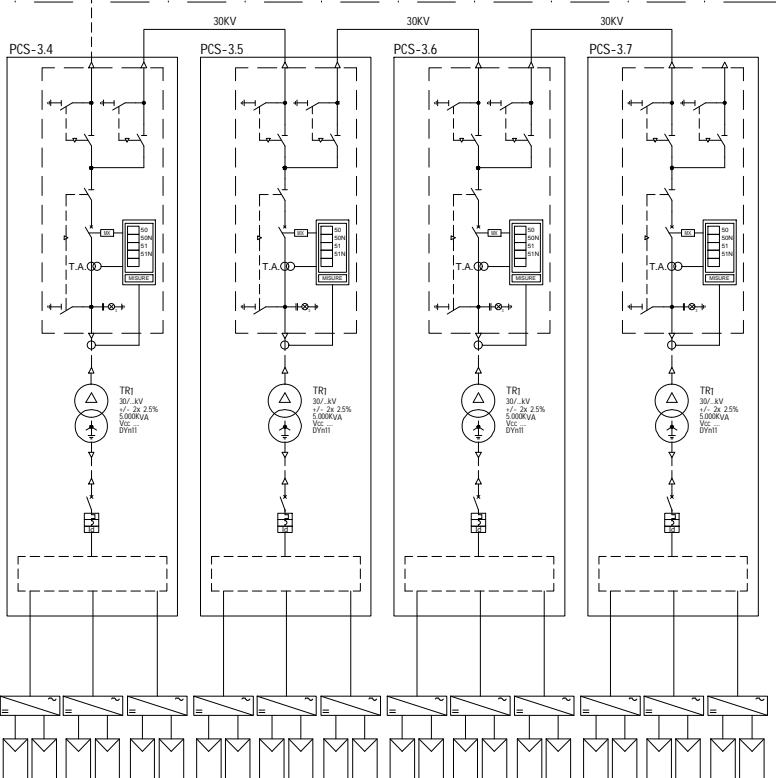 30KV
30KV
30KV
PCS-3.4
PCS-3.5
PCS-3.6
PCS-3.7
MX
50
50N
51
51N
T.A.
MISURE
MX
50
50N
51
51N
T.A.
MISURE
MX
50
50N
51
51N
T.A.
MISURE
MX
50
50N
51
51N
T.A.
MISURE
TR1
30/...kV
+/- 2x 2.5%
5.000KVA
Vcc ....
DYn11
TR1
30/...kV
+/- 2x 2.5%
5.000KVA
Vcc ....
DYn11
TR1
30/...kV
+/- 2x 2.5%
5.000KVA
Vcc ....
DYn11
TR1
30/...kV
+/- 2x 2.5%
5.000KVA
Vcc ....
DYn11
Id
Id
Id
Id